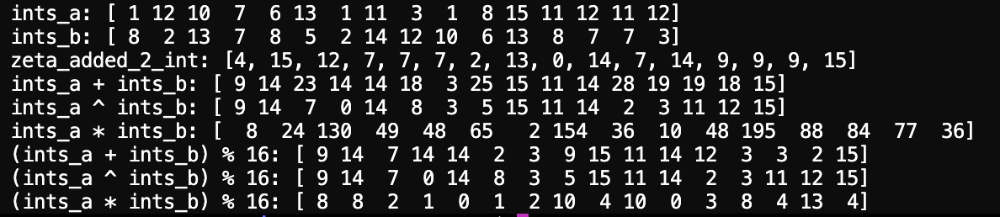 ints_a: [ 1 12 10  7  6 13  1 11  3  1  8 15 11 12 11 12]
ints_b: [ 8  2 13  7  8  5  2 14 12 10  6 13  8  7  7  3]
zeta_added_2_int: [4, 15, 12, 7, 7, 7, 2, 13, 0, 14, 7, 14, 9, 9, 9, 15]
ints_a + ints_b: [ 9 14 23 14 14 18  3 25 15 11 14 28 19 19 18 15]
ints_a ^ ints_b: [ 9 14  7  0 14  8  3  5 15 11 14  2  3 11 12 15]
ints_a * ints_b: [  8  24 130  49  48  65   2 154  36  10  48 195  88  84  77  36]
(ints_a + ints_b) % 16: [ 9 14  7 14 14  2  3  9 15 11 14 12  3  3  2 15]
(ints_a ^ ints_b) % 16: [ 9 14  7  0 14  8  3  5 15 11 14  2  3 11 12 15]
(ints_a * ints_b) % 16: [ 8  8  2  1  0  1  2 10  4 10  0  3  8  4 13  4]